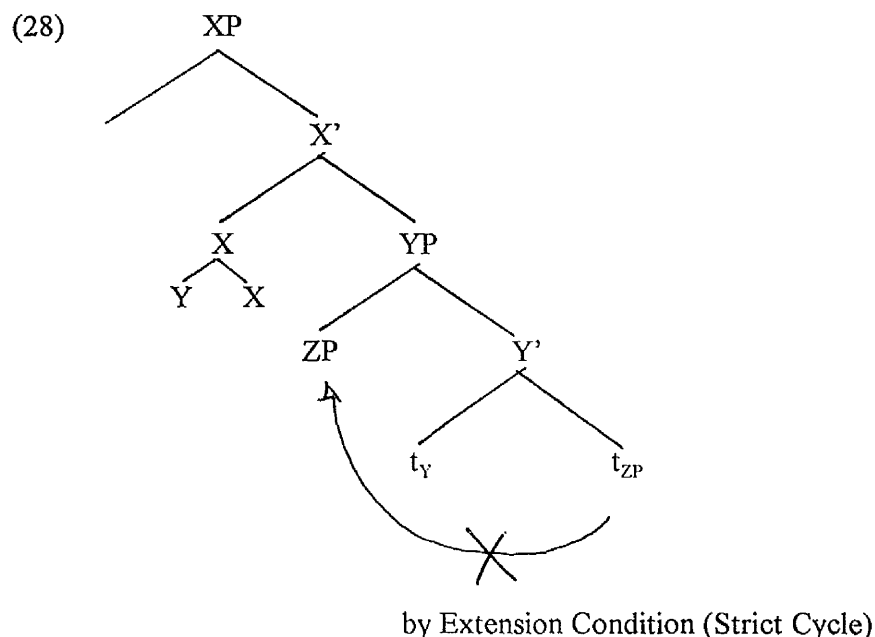 (28) XP
X’
X YP
Y X
ZP Y’
t_Y t_ZP
by Extension Condition (Strict Cycle)